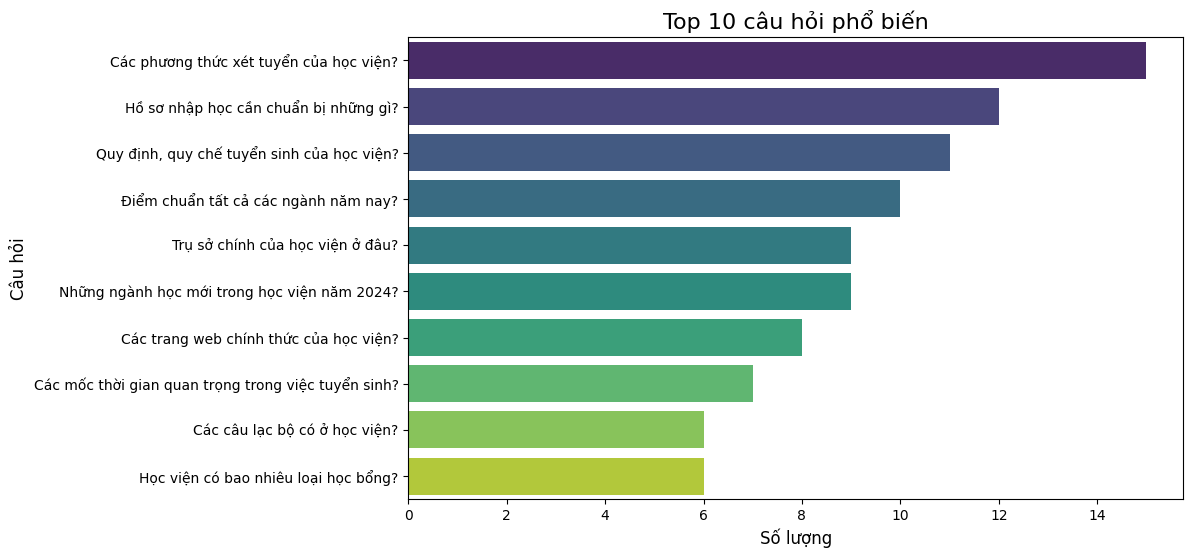 Top 10 câu hỏi phổ biến
Câu hỏi
Các phương thức xét tuyển của học viện?
Hồ sơ nhập học cần chuẩn bị những gì?
Quy định, quy chế tuyển sinh của học viện?
Điểm chuẩn tất cả các ngành năm nay?
Trụ sở chính của học viện ở đâu?
Những ngành học mới trong học viện năm 2024?
Các trang web chính thức của học viện?
Các mốc thời gian quan trọng trong việc tuyển sinh?
Các câu lạc bộ có ở học viện?
Học viện có bao nhiêu loại học bổng?
0 2 4 6 8 10 12 14
Số lượng